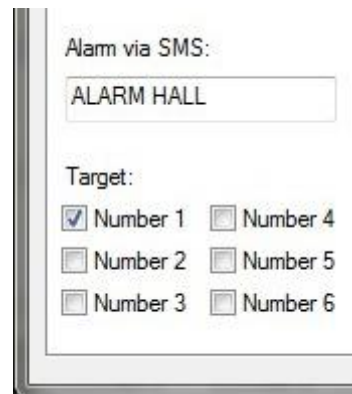 Alarm via SMS:
ALARM HALL
Target:
Number 1 Number 4
Number 2 Number 5
Number 3 Number 6